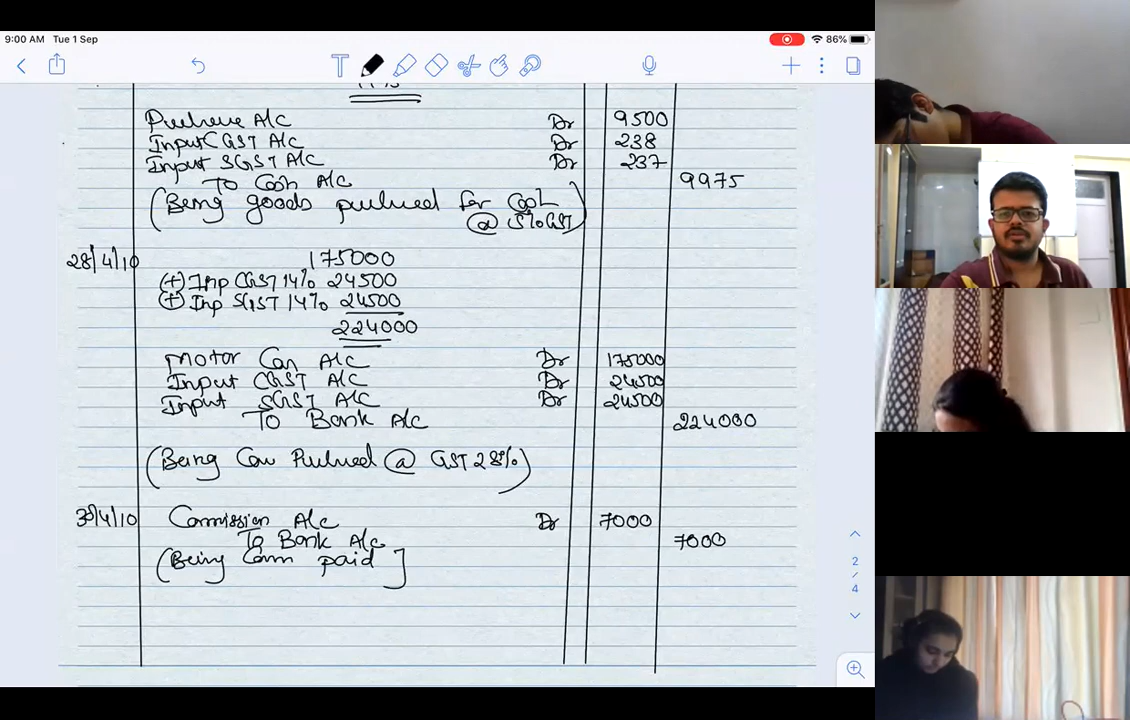 9:00 AM Tue 1 Sep
86%
T
Purchase A/c Dr 9500
Input CGST A/c Dr 238
Input SGST A/c Dr 237
To Cash A/c 9975
(Being goods purchased for Cash
@ 5% GST)
28/4/10 175000
(+) Inp CGST 14% 24500
(+) Inp SGST 14% 24500
224000
Motor Car A/c Dr 175000
Input CGST A/c Dr 24500
Input SGST A/c Dr 24500
To Bank A/c 224000
(Being Car Purchased @ GST 28%)
30/4/10 Commission A/c Dr 7000
To Bank A/c 7000
(Being Comm paid]
2
/
4